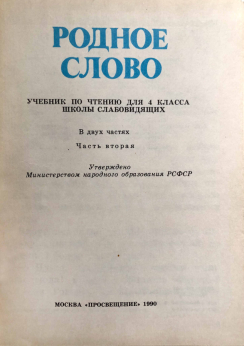 РОДНОЕ
СЛОВО
УЧЕБНИК ПО ЧТЕНИЮ ДЛЯ 4 КЛАССА
ШКОЛЫ СЛАБОВИДЯЩИХ
В двух частях
Часть вторая
Утверждено
Министерством народного образования РСФСР
МОСКВА «ПРОСВЕЩЕНИЕ» 1990